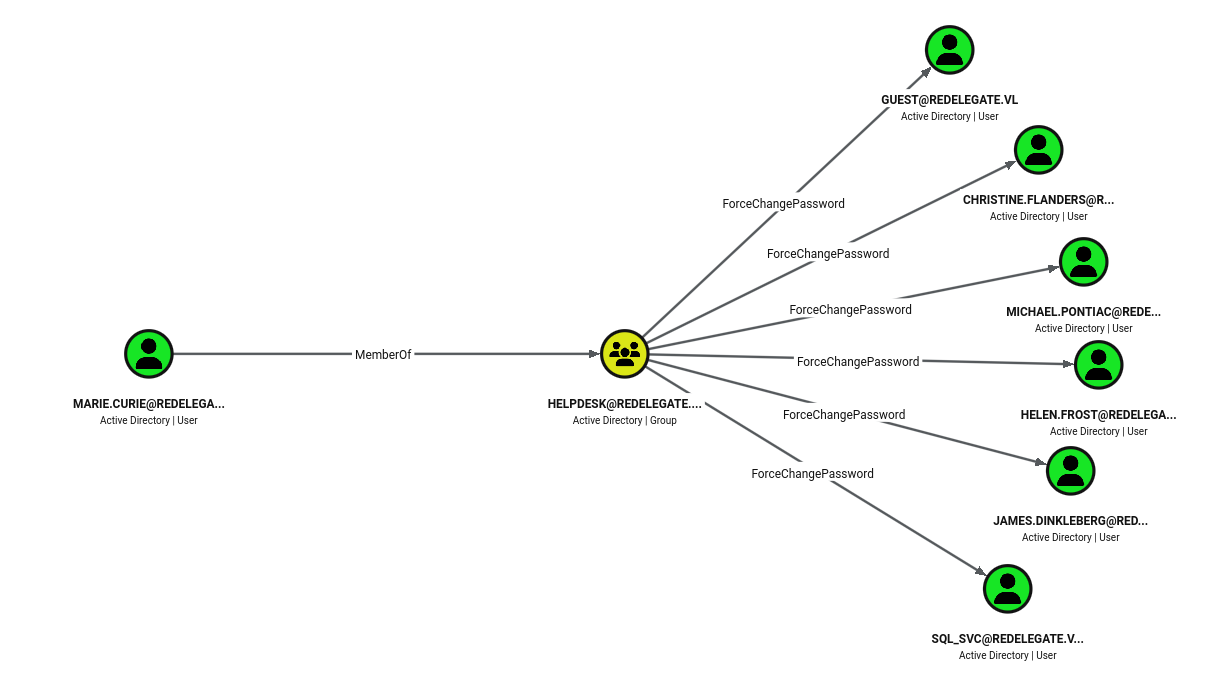 GUEST@REDELEGATE.VL
Active Directory | User
CHRISTINE.FLANDERS@R...
Active Directory | User
ForceChangePassword
ForceChangePassword
MICHAEL.PONTIAC@REDE...
Active Directory | User
ForceChangePassword
MemberOf
ForceChangePassword
MARIE.CURIE@REDELEGA...
Active Directory | User
HELPDESK@REDELEGATE....
Active Directory | Group
ForceChangePassword
HELEN.FROST@REDELEGA...
Active Directory | User
ForceChangePassword
JAMES.DINKLEBERG@RED...
Active Directory | User
SQL_SVC@REDELEGATE.V...
Active Directory | User